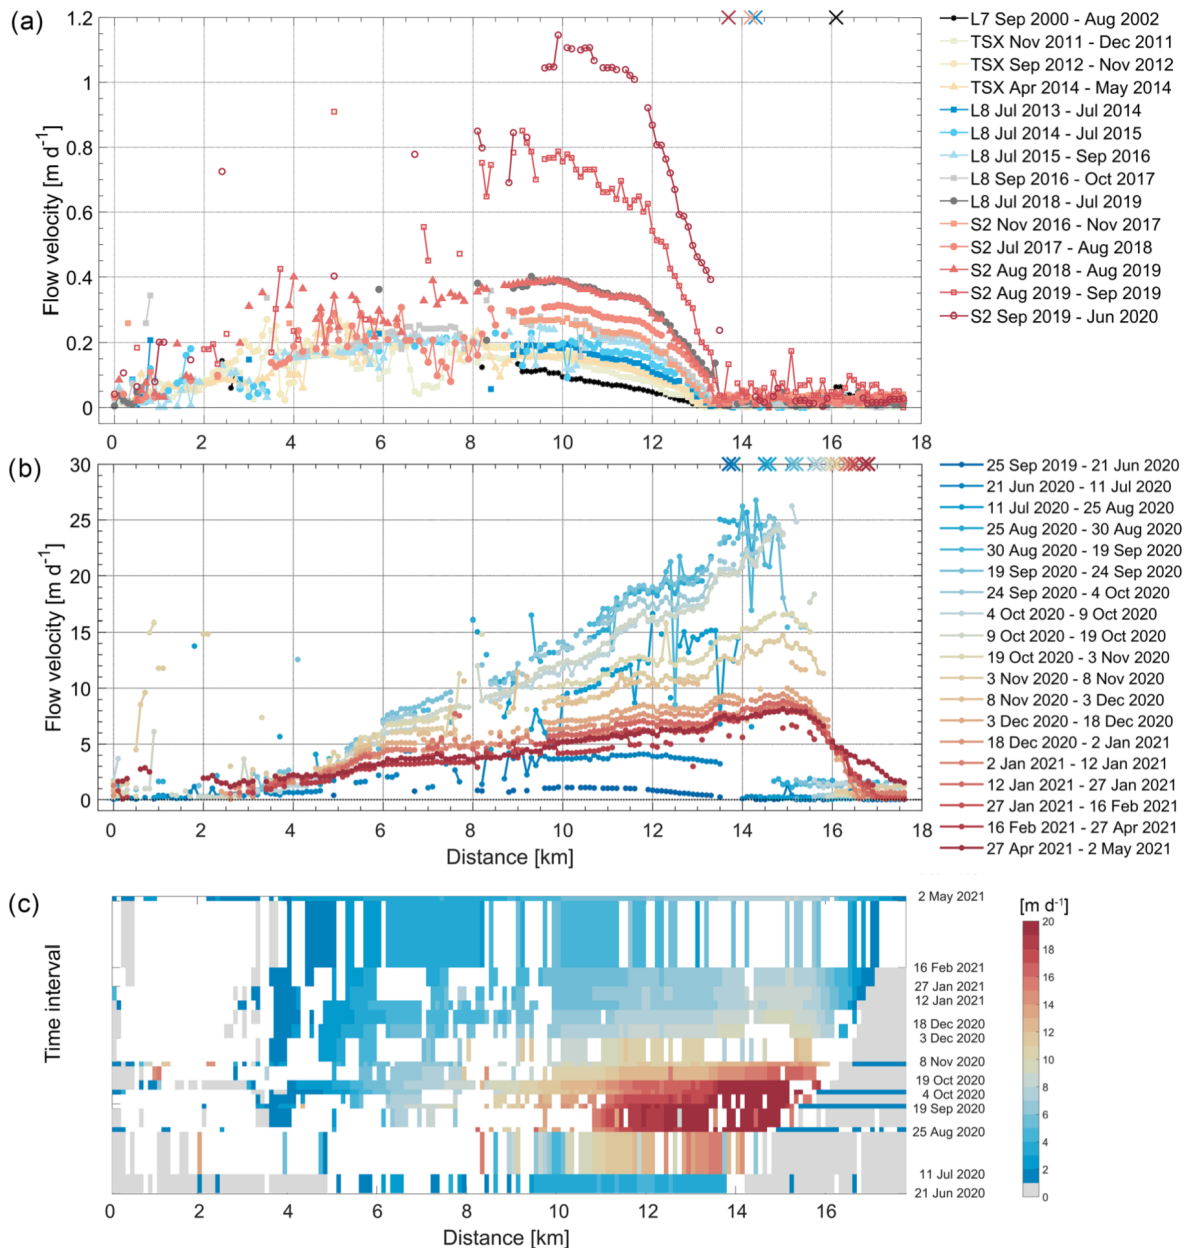 (a)
Flow velocity [m d⁻¹]
1.2
1
0.8
0.6
0.4
0.2
0
0 2 4 6 8 10 12 14 16 18
L7 Sep 2000 - Aug 2002
TSX Nov 2011 - Dec 2011
TSX Sep 2012 - Nov 2012
TSX Apr 2014 - May 2014
L8 Jul 2013 - Jul 2014
L8 Jul 2014 - Jul 2015
L8 Jul 2015 - Sep 2016
L8 Sep 2016 - Oct 2017
L8 Jul 2018 - Jul 2019
S2 Nov 2016 - Nov 2017
S2 Jul 2017 - Aug 2018
S2 Aug 2018 - Aug 2019
S2 Aug 2019 - Sep 2019
S2 Sep 2019 - Jun 2020
(b)
Flow velocity [m d⁻¹]
30
25
20
15
10
5
0
0 2 4 6 8 10 12 14 16 18
Distance [km]
25 Sep 2019 - 21 Jun 2020
21 Jun 2020 - 11 Jul 2020
11 Jul 2020 - 25 Aug 2020
25 Aug 2020 - 30 Aug 2020
30 Aug 2020 - 19 Sep 2020
19 Sep 2020 - 24 Sep 2020
24 Sep 2020 - 4 Oct 2020
4 Oct 2020 - 9 Oct 2020
9 Oct 2020 - 19 Oct 2020
19 Oct 2020 - 3 Nov 2020
3 Nov 2020 - 8 Nov 2020
8 Nov 2020 - 3 Dec 2020
3 Dec 2020 - 18 Dec 2020
18 Dec 2020 - 2 Jan 2021
2 Jan 2021 - 12 Jan 2021
12 Jan 2021 - 27 Jan 2021
27 Jan 2021 - 16 Feb 2021
16 Feb 2021 - 27 Apr 2021
27 Apr 2021 - 2 May 2021
(c)
Time interval
2 May 2021
16 Feb 2021
27 Jan 2021
12 Jan 2021
18 Dec 2020
3 Dec 2020
8 Nov 2020
19 Oct 2020
4 Oct 2020
19 Sep 2020
25 Aug 2020
11 Jul 2020
21 Jun 2020
0 2 4 6 8 10 12 14 16
Distance [km]
[m d⁻¹]
20
18
16
14
12
10
8
6
4
2
0